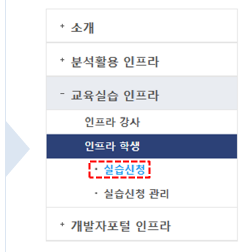 + 소개
+ 분석활용 인프라
- 교육실습 인프라
인프라 강사
인프라 학생
· 실습신청
· 실습신청 관리
+ 개발자포털 인프라